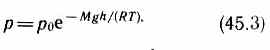 p = p₀e⁻ᴹᵍʰ/⁽ᴿᵀ⁾. (45.3)